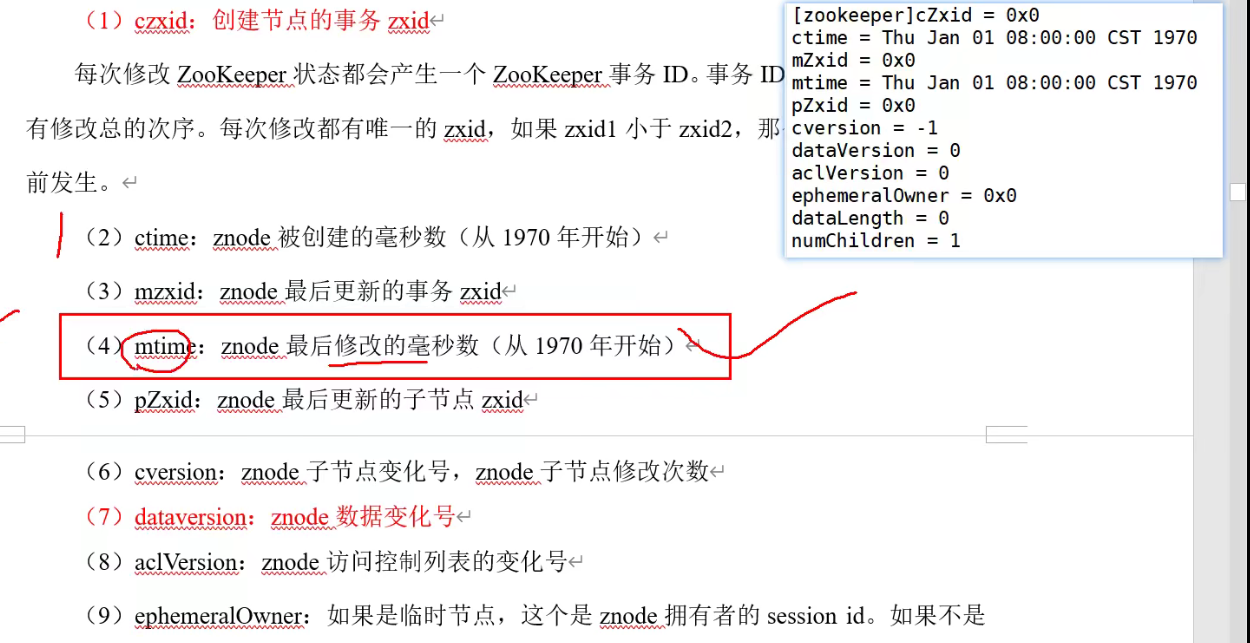 （1）czxid：创建节点的事务 zxid
每次修改 ZooKeeper 状态都会产生一个 ZooKeeper 事务 ID。事务 ID
有修改总的次序。每次修改都有唯一的 zxid，如果 zxid1 小于 zxid2，那
前发生。
（2）ctime：znode 被创建的毫秒数（从 1970 年开始）
（3）mzxid：znode 最后更新的事务 zxid
（4）mtime：znode 最后修改的毫秒数（从 1970 年开始）
（5）pZxid：znode 最后更新的子节点 zxid
（6）cversion：znode 子节点变化号，znode 子节点修改次数
（7）dataversion：znode 数据变化号
（8）aclVersion：znode 访问控制列表的变化号
（9）ephemeralOwner：如果是临时节点，这个是 znode 拥有者的 session id。如果不是
[zookeeper]cZxid = 0x0
ctime = Thu Jan 01 08:00:00 CST 1970
mZxid = 0x0
mtime = Thu Jan 01 08:00:00 CST 1970
pZxid = 0x0
cversion = -1
dataVersion = 0
aclVersion = 0
ephemeralOwner = 0x0
dataLength = 0
numChildren = 1